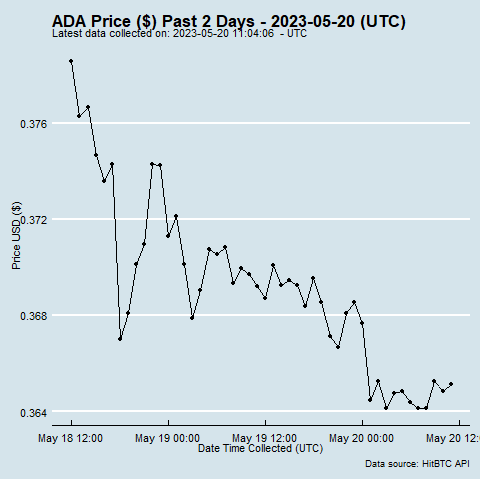 ADA Price ($) Past 2 Days - 2023-05-20 (UTC)
Latest data collected on: 2023-05-20 11:04:06 - UTC
0.376
0.372
0.368
0.364
Price USD ($)
May 18 12:00
May 19 00:00
May 19 12:00
May 20 00:00
May 20 12:
Date Time Collected (UTC)
Data source: HitBTC API